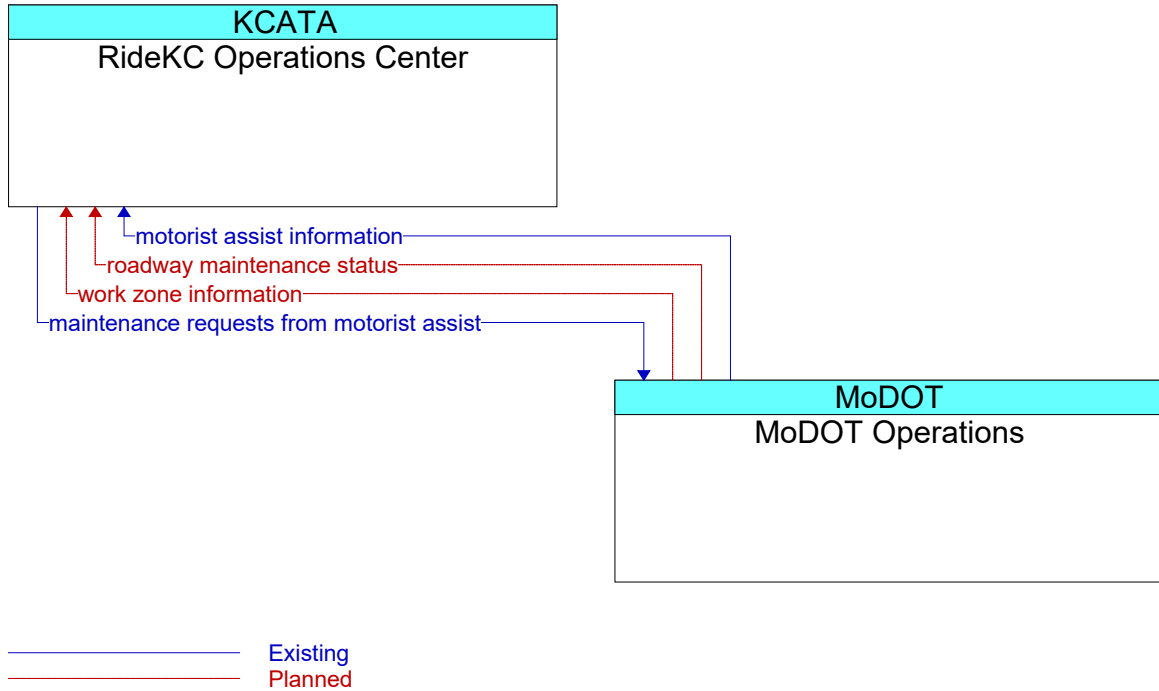 KCATA
RideKC Operations Center
motorist assist information
roadway maintenance status
work zone information
maintenance requests from motorist assist
MoDOT
MoDOT Operations
Existing
Planned